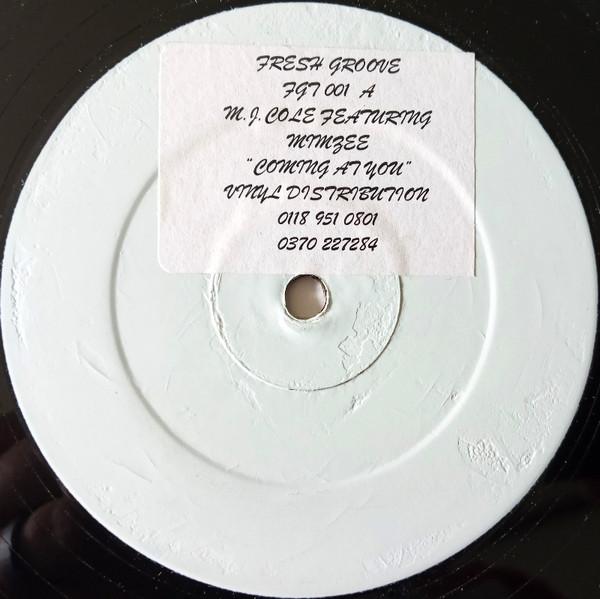 FRESH GROOVE
FGT 001 A
M.J. COLE FEATURING
MIMZEE
"COMING AT YOU"
VINYL DISTRIBUTION
0118 951 0801
0370 227284